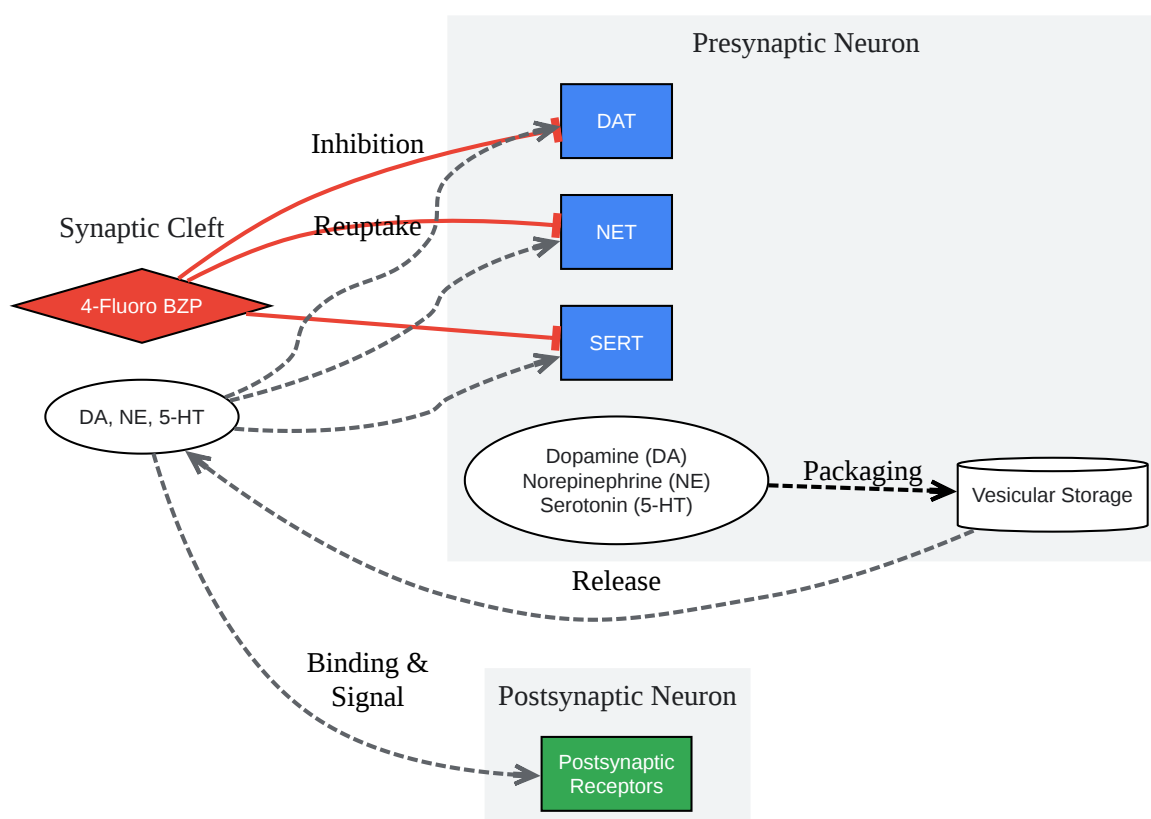 Presynaptic Neuron
DAT
Inhibition
Synaptic Cleft
Reuptake
NET
4-Fluoro BZP
SERT
DA, NE, 5-HT
Dopamine (DA)
Norepinephrine (NE)
Serotonin (5-HT)
Packaging
Vesicular Storage
Release
Binding &
Signal
Postsynaptic Neuron
Postsynaptic
Receptors